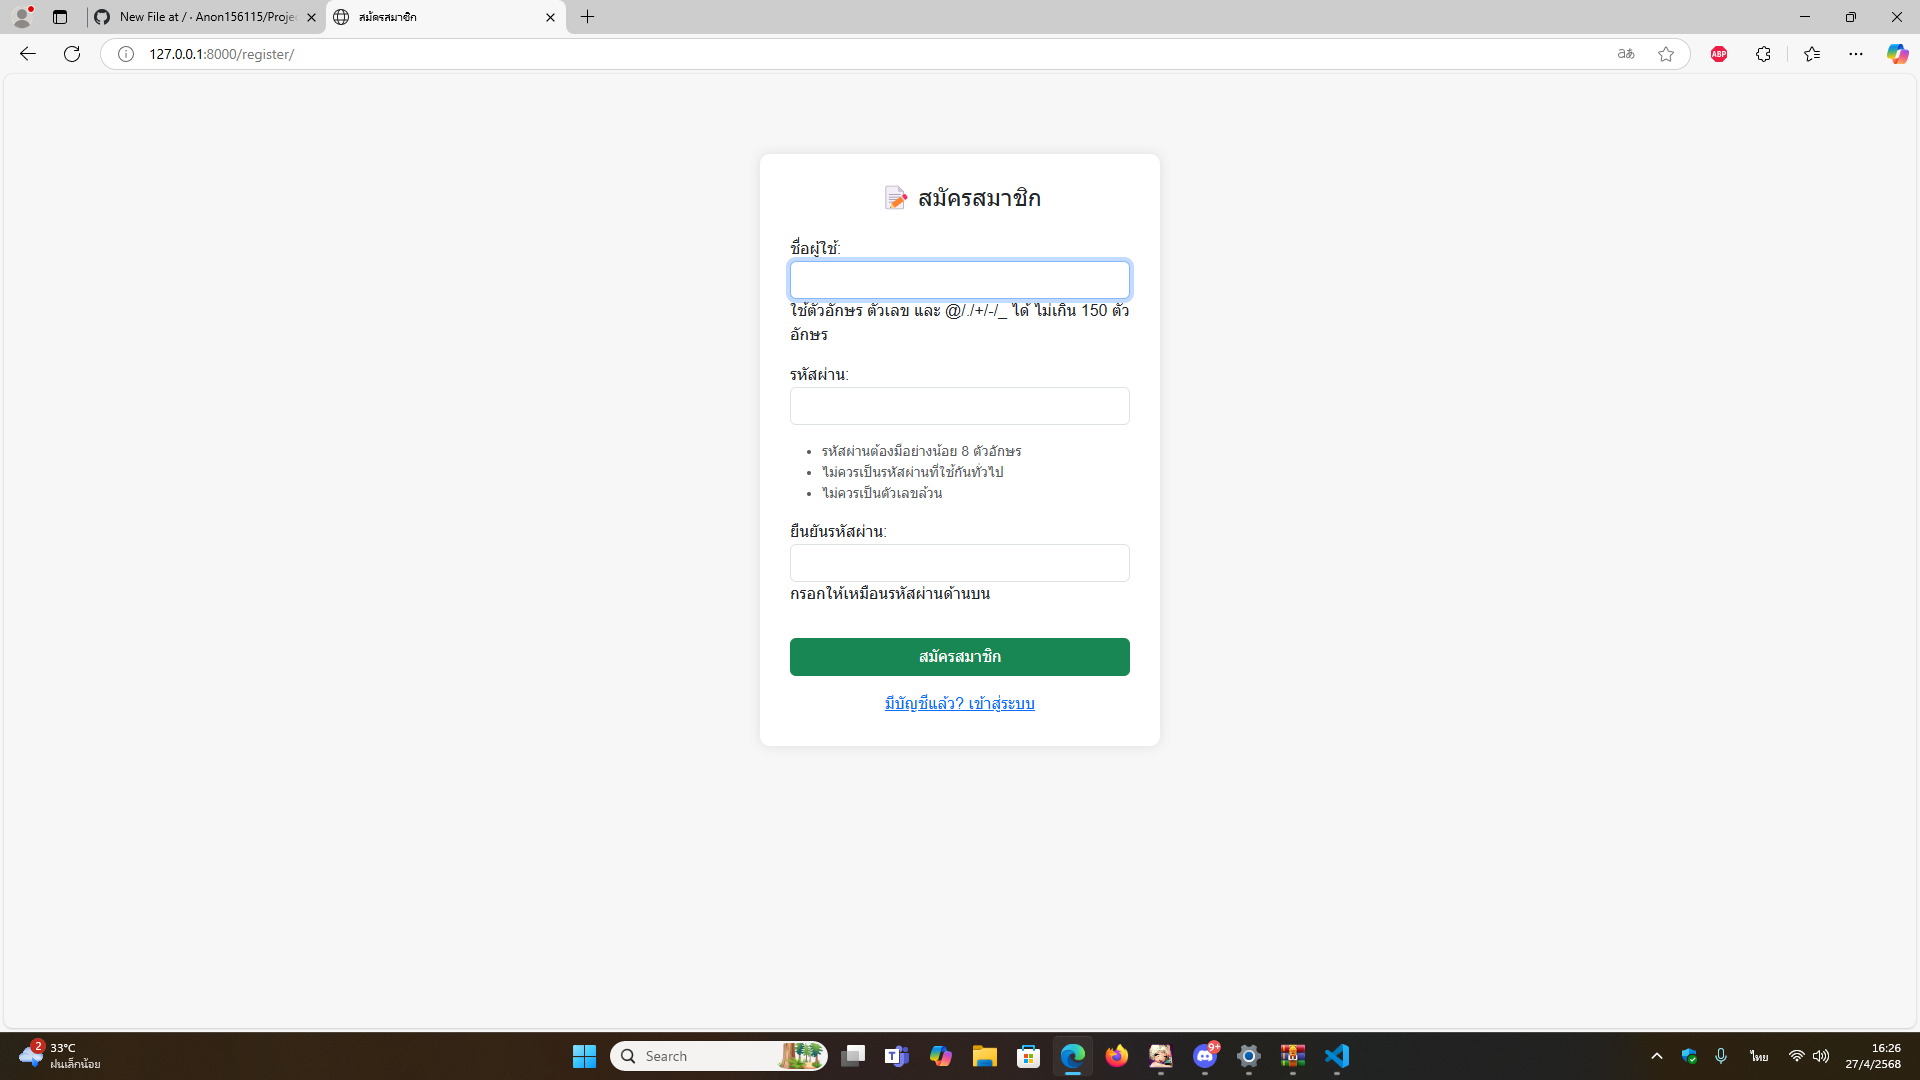 New File at / · Anon156115/Projec
สมัครสมาชิก
127.0.0.1:8000/register/
ABP
สมัครสมาชิก
ชื่อผู้ใช้:
ใช้ตัวอักษร ตัวเลข และ @/./+/-/_ ได้ ไม่เกิน 150 ตัว
อักษร
รหัสผ่าน:
รหัสผ่านต้องมีอย่างน้อย 8 ตัวอักษร
ไม่ควรเป็นรหัสผ่านที่ใช้กันทั่วไป
ไม่ควรเป็นตัวเลขล้วน
ยืนยันรหัสผ่าน:
กรอกให้เหมือนรหัสผ่านด้านบน
สมัครสมาชิก
มีบัญชีแล้ว? เข้าสู่ระบบ
2
33°C
ฝนเล็กน้อย
Search
9+
ไทย
16:26
27/4/2568